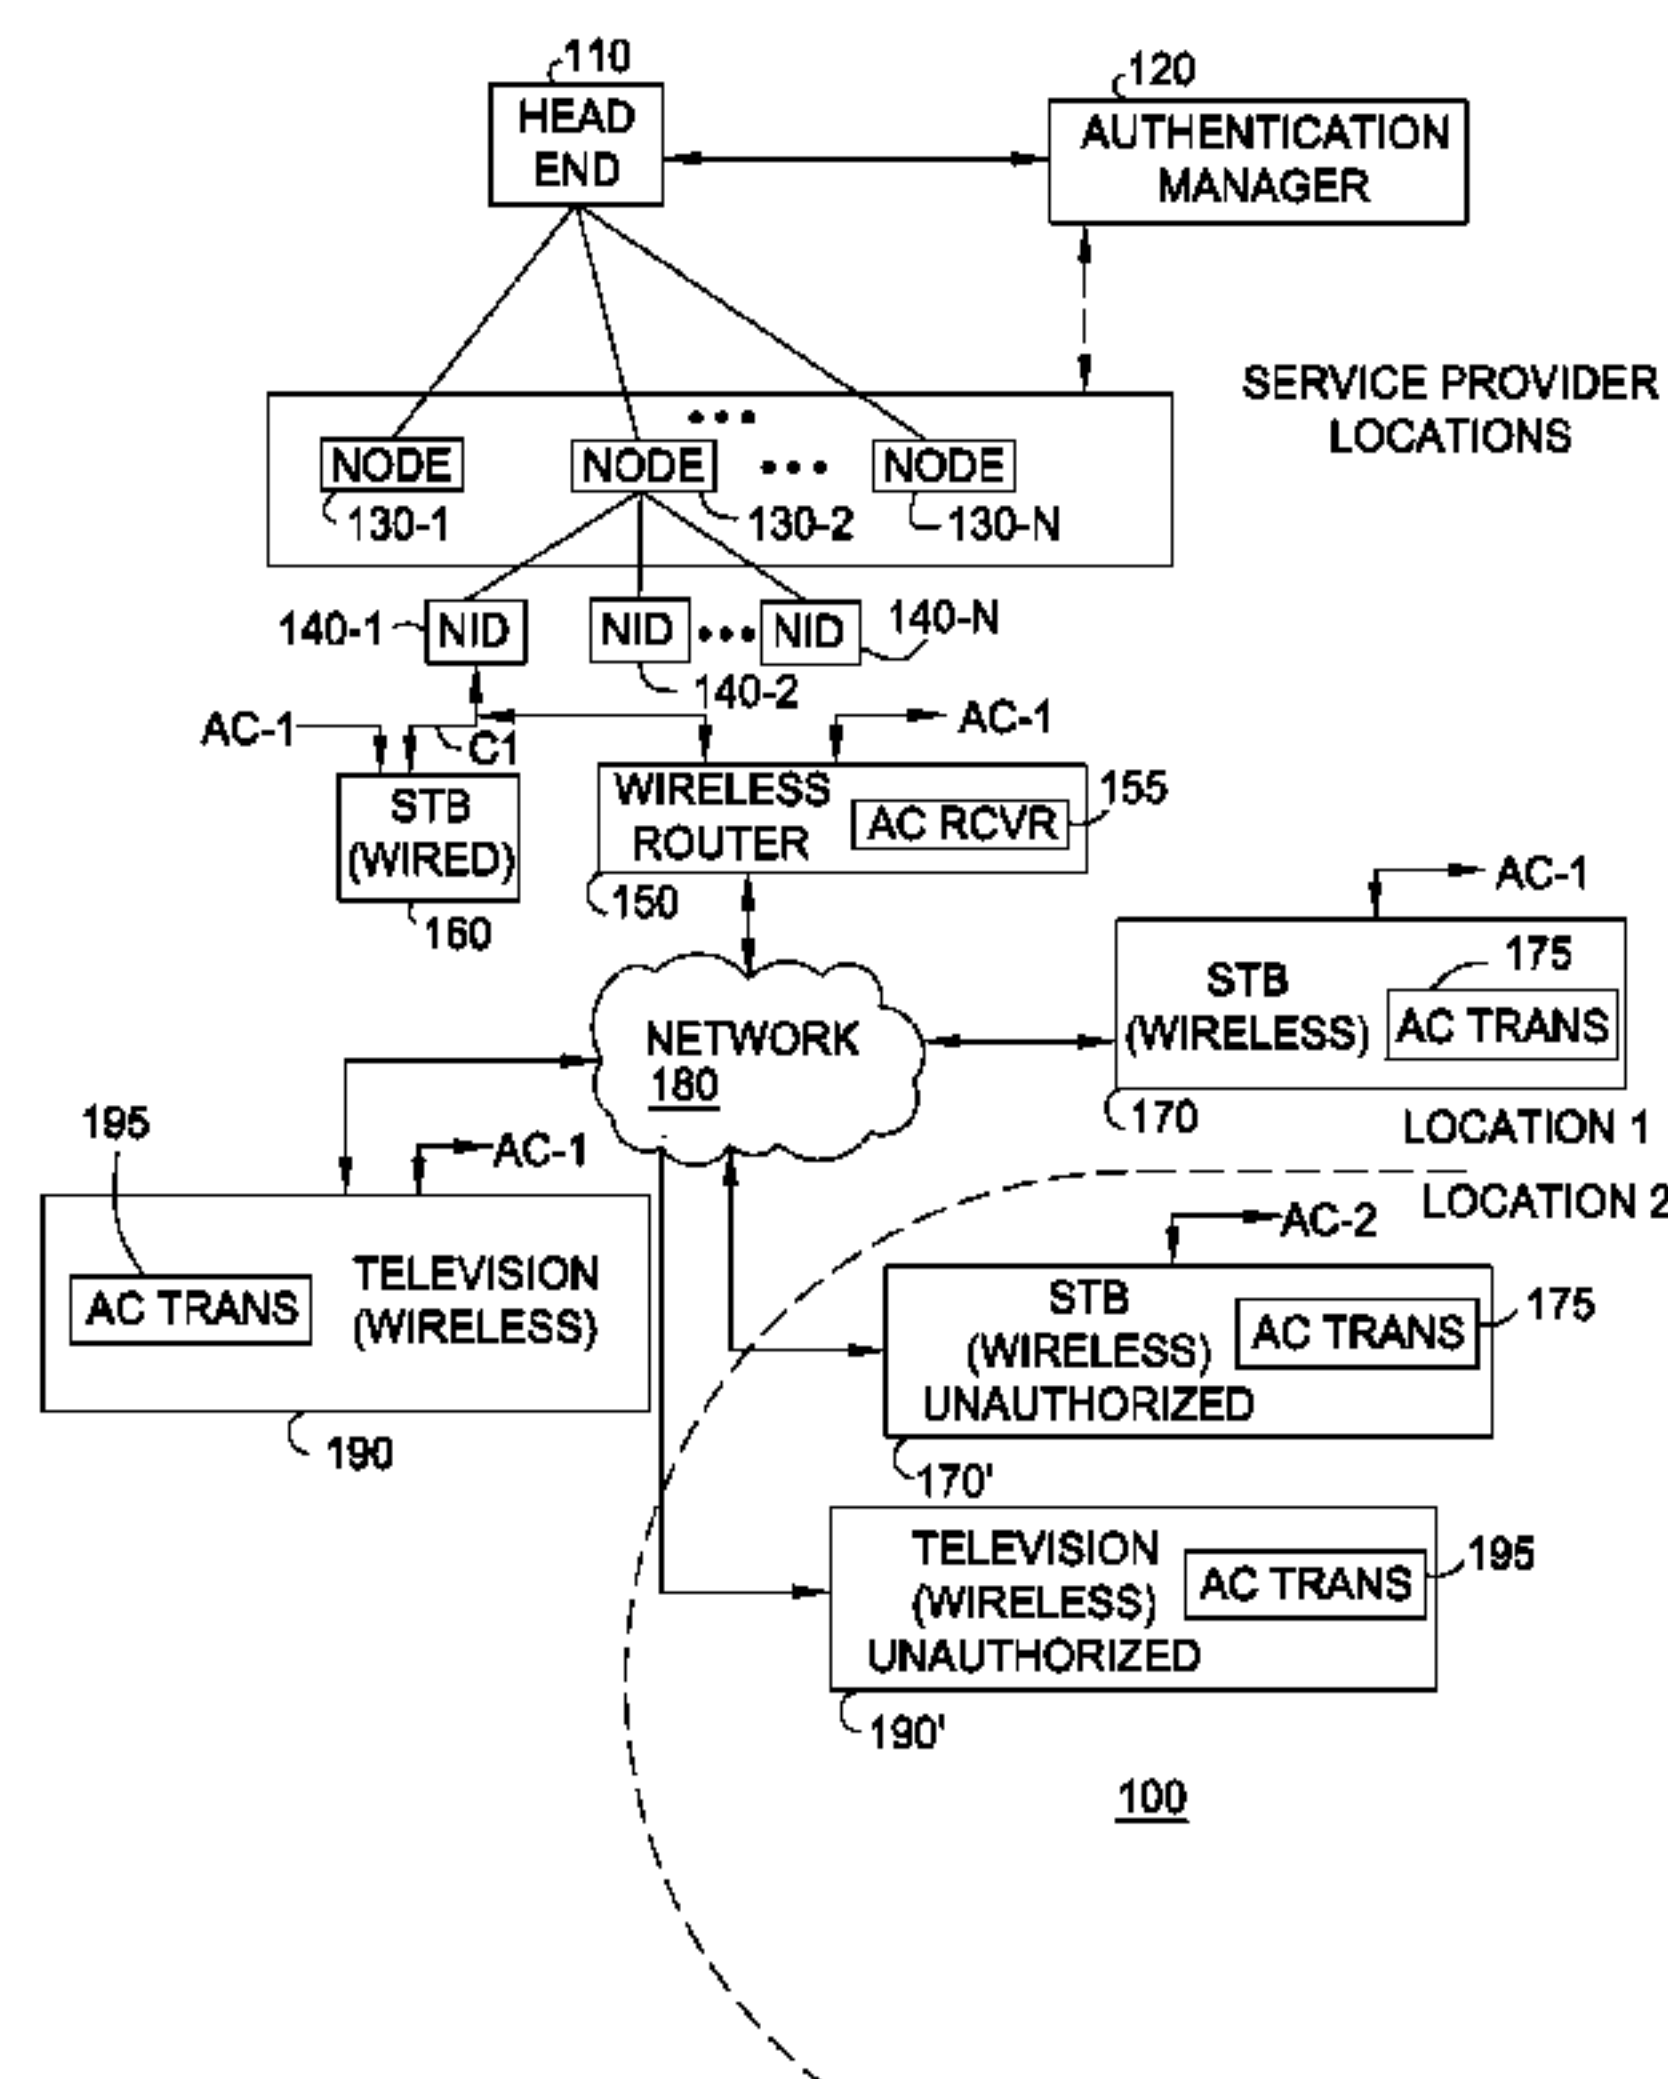 110
HEAD
END
120
AUTHENTICATION
MANAGER
SERVICE PROVIDER
LOCATIONS
NODE
NODE
NODE
130-1
130-2
130-N
140-1
NID
NID
NID
140-N
140-2
AC-1
C1
AC-1
STB
(WIRED)
160
WIRELESS
ROUTER
AC RCVR
155
150
AC-1
STB
(WIRELESS)
175
AC TRANS
170
LOCATION 1
NETWORK
180
195
AC-1
AC TRANS
TELEVISION
(WIRELESS)
190
LOCATION 2
AC-2
STB
(WIRELESS)
UNAUTHORIZED
AC TRANS
175
170'
TELEVISION
(WIRELESS)
UNAUTHORIZED
AC TRANS
195
190'
100